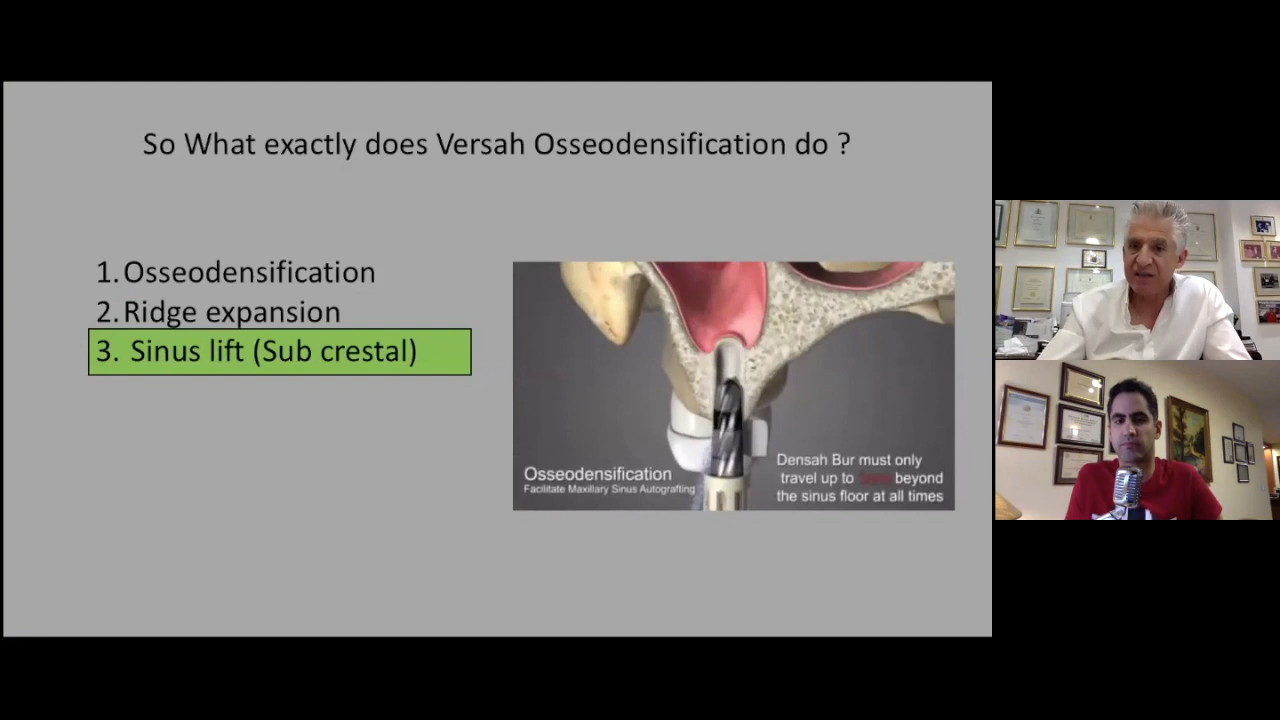 So What exactly does Versah Osseodensification do ?
1. Osseodensification
2. Ridge expansion
3. Sinus lift (Sub crestal)
Osseodensification
Facilitate Maxillary Sinus Autografting
Densah Bur must only
travel up to beyond
the sinus floor at all times